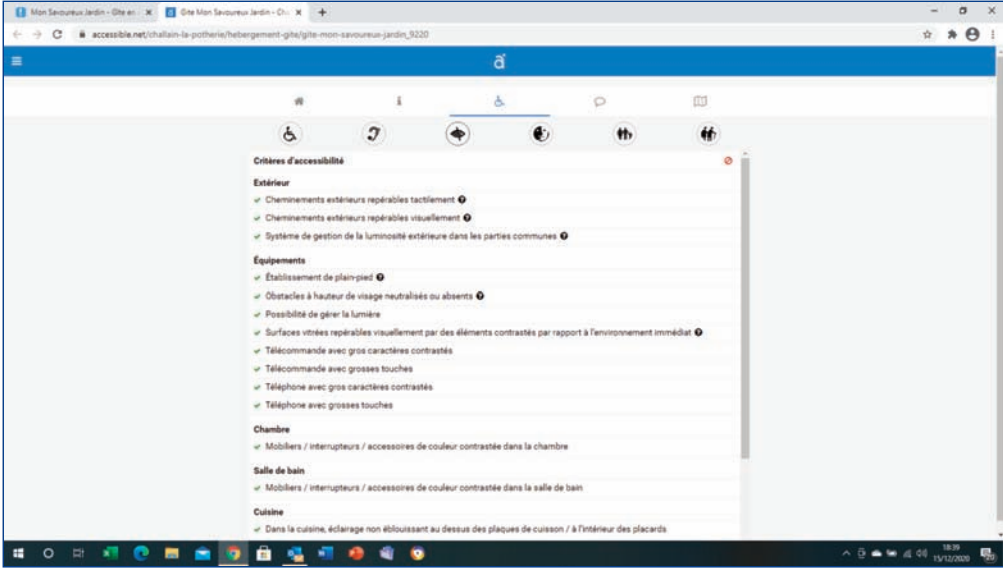 Mon Savoureux Jardin - Gîte en
Gite Mon Savoureux Jardin - Ch
accessible.net/challain-la-potherie/hebergement-gite/gite-mon-savoureux-jardin_9220
Critères d'accessibilité
Extérieur
Cheminements extérieurs repérables tactilement
Cheminements extérieurs repérables visuellement
Système de gestion de la luminosité extérieure dans les parties communes
Équipements
Établissement de plain-pied
Obstacles à hauteur de visage neutralisés ou absents
Possibilité de gérer la lumière
Surfaces vitrées repérables visuellement par des éléments contrastés par rapport à l'environnement immédiat
Télécommande avec gros caractères contrastés
Télécommande avec grosses touches
Téléphone avec gros caractères contrastés
Téléphone avec grosses touches
Chambre
Mobiliers / interrupteurs / accessoires de couleur contrastée dans la chambre
Salle de bain
Mobiliers / interrupteurs / accessoires de couleur contrastée dans la salle de bain
Cuisine
Dans la cuisine, éclairage non éblouissant au dessus des plaques de cuisson / à l'intérieur des placards
18:39
15/12/2020